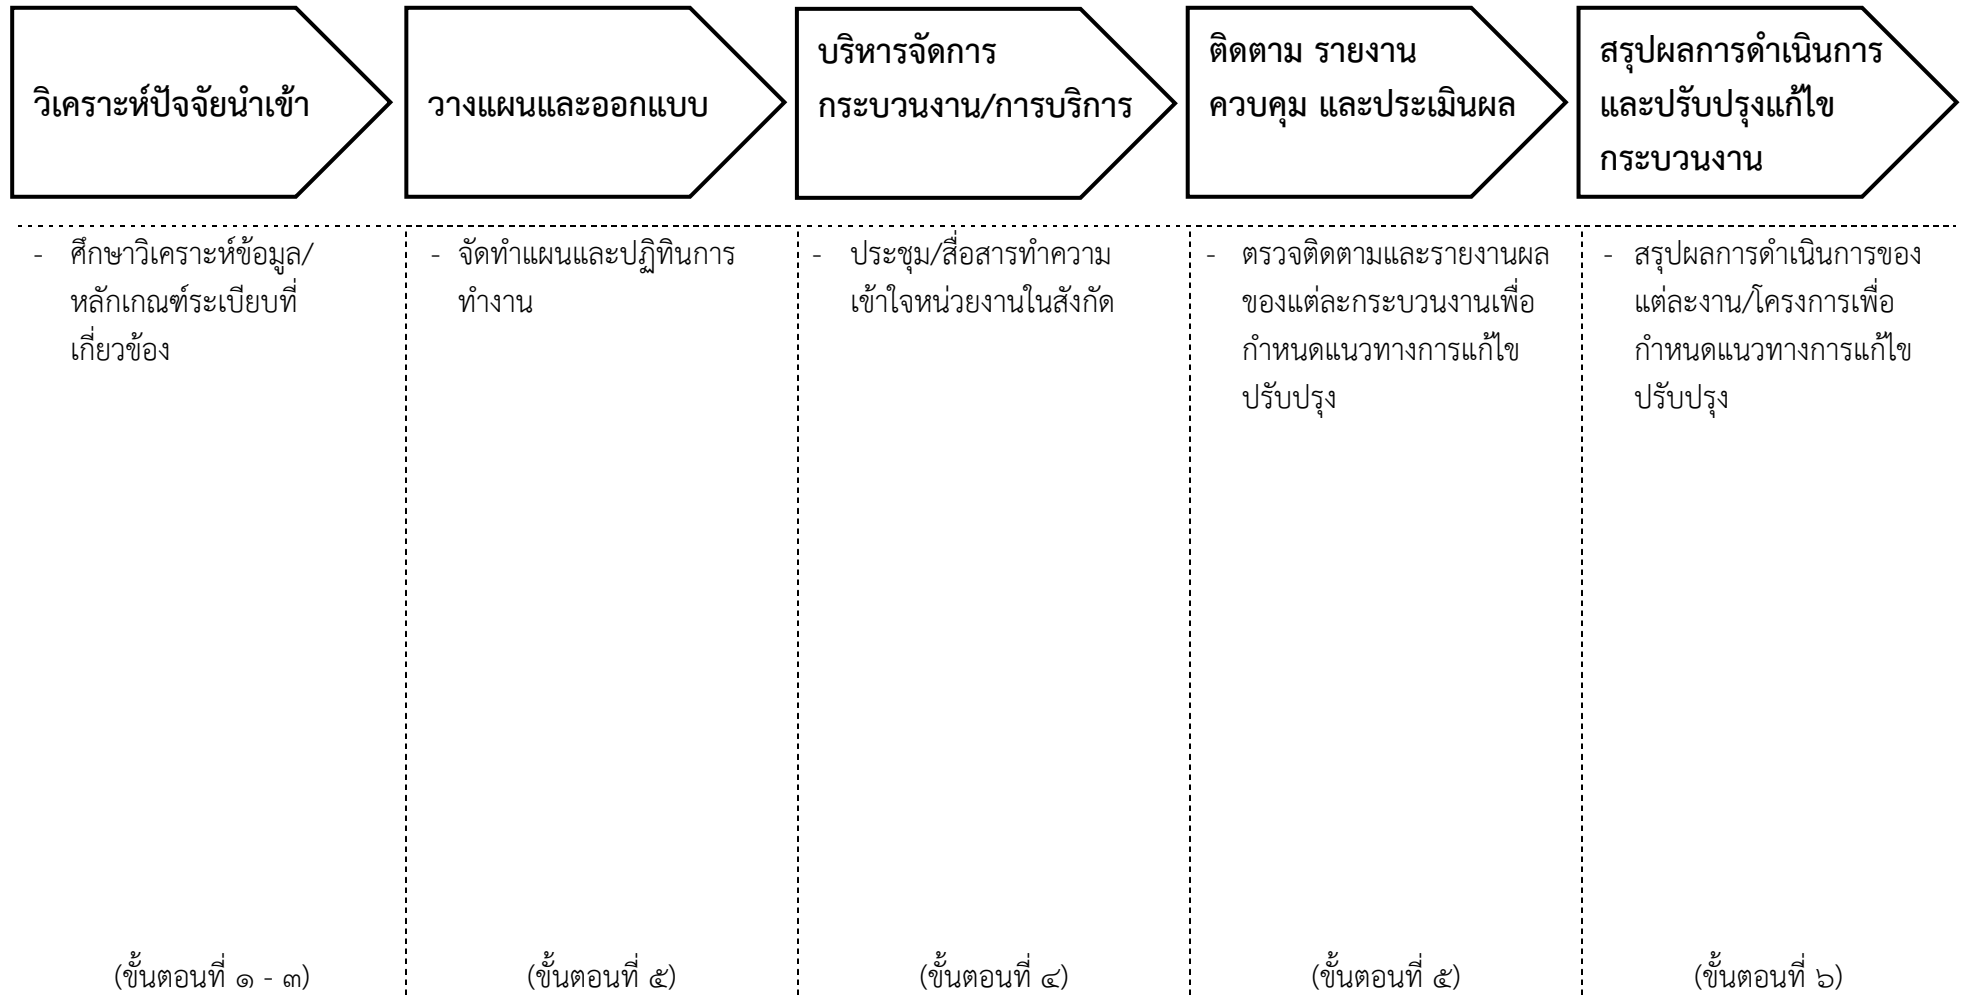 วิเคราะห์ปัจจัยนำเข้า
วางแผนและออกแบบ
บริหารจัดการ
กระบวนงาน/การบริการ
ติดตาม รายงาน
ควบคุม และประเมินผล
สรุปผลการดำเนินการ
และปรับปรุงแก้ไข
กระบวนงาน
- ศึกษาวิเคราะห์ข้อมูล/
หลักเกณฑ์ระเบียบที่
เกี่ยวข้อง
- จัดทำแผนและปฏิทินการ
ทำงาน
- ประชุม/สื่อสารทำความ
เข้าใจหน่วยงานในสังกัด
- ตรวจติดตามและรายงานผล
ของแต่ละกระบวนงานเพื่อ
กำหนดแนวทางการแก้ไข
ปรับปรุง
- สรุปผลการดำเนินการของ
แต่ละงาน/โครงการเพื่อ
กำหนดแนวทางการแก้ไข
ปรับปรุง
(ขั้นตอนที่ ๑ - ๓)
(ขั้นตอนที่ ๕)
(ขั้นตอนที่ ๔)
(ขั้นตอนที่ ๕)
(ขั้นตอนที่ ๖)